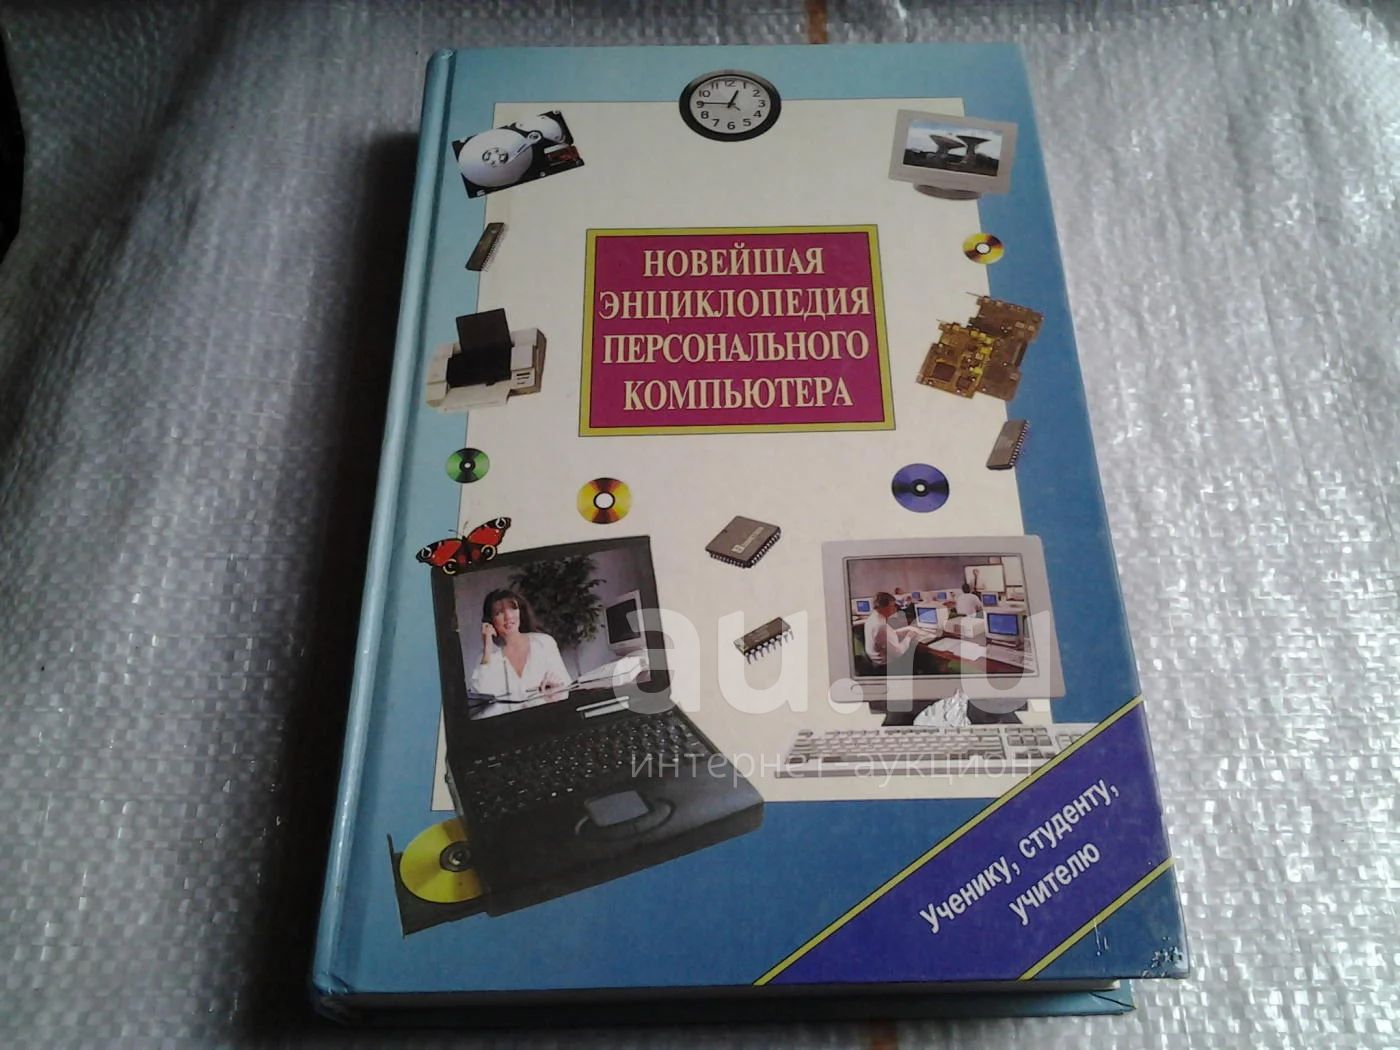 НОВЕЙШАЯ
ЭНЦИКЛОПЕДИЯ
ПЕРСОНАЛЬНОГО
КОМПЬЮТЕРА
au.ru
интернет аукцион
Ученику, студенту,
учителю